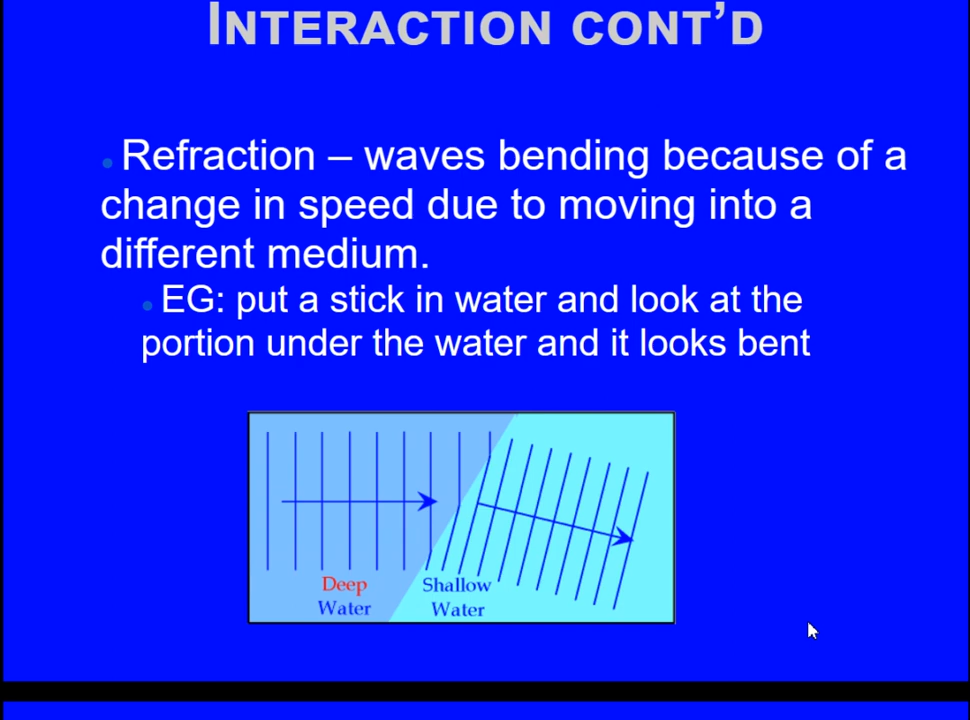 INTERACTION CONT’D
Refraction – waves bending because of a
change in speed due to moving into a
different medium.
EG: put a stick in water and look at the
portion under the water and it looks bent
Deep
Water
Shallow
Water